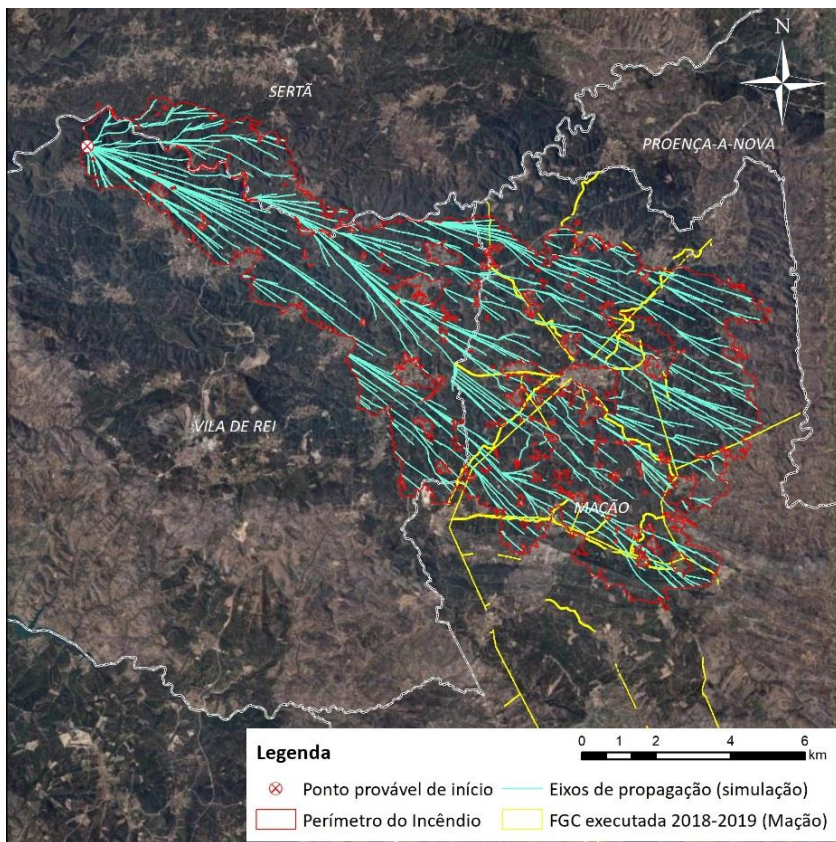 N
SERTÃ
PROENÇA-A-NOVA
VILA DE REI
MAÇÃO
Legenda
0 1 2 4 6
km
Ponto provável de início
Eixos de propagação (simulação)
Perímetro do Incêndio
FGC executada 2018-2019 (Mação)